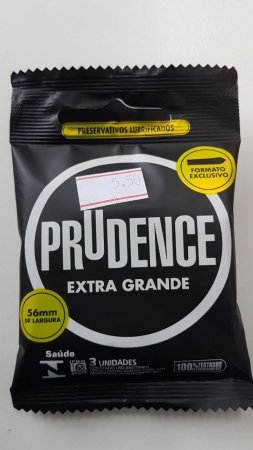 PRESERVATIVOS LUBRIFICADOS
FORMATO
EXCLUSIVO
5.50
PRUDENCE
EXTRA GRANDE
56mm
DE LARGURA
Saúde
3 UNIDADES
100% TESTADOS